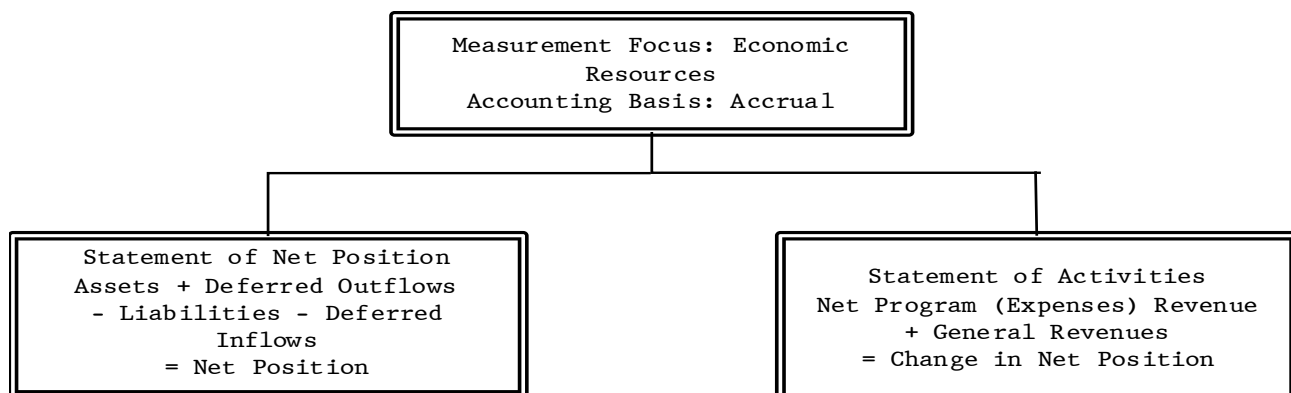 Measurement Focus: Economic
Resources
Accounting Basis: Accrual
Statement of Net Position
Assets + Deferred Outflows
- Liabilities - Deferred
Inflows
= Net Position
Statement of Activities
Net Program (Expenses) Revenue
+ General Revenues
= Change in Net Position